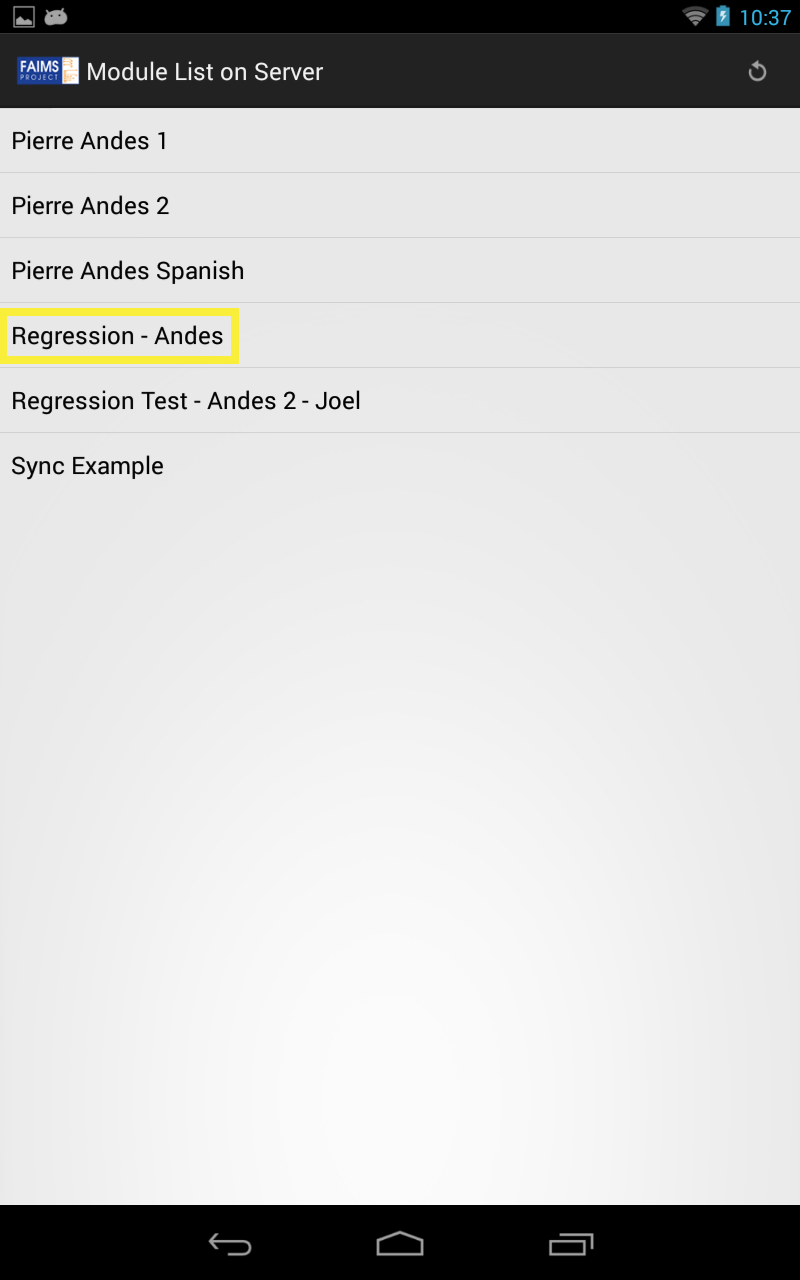 10:37
FAIMS
PROJECT
Module List on Server
Pierre Andes 1
Pierre Andes 2
Pierre Andes Spanish
Regression - Andes
Regression Test - Andes 2 - Joel
Sync Example